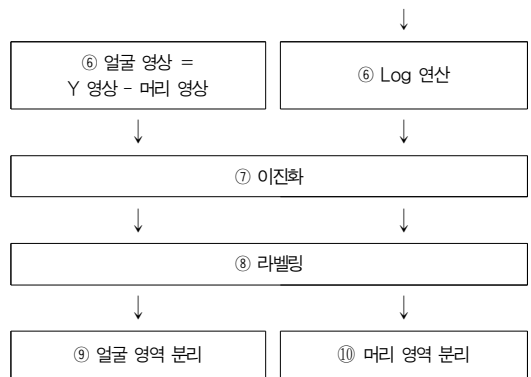 ⑥ 얼굴 영상 =
Y 영상 - 머리 영상
⑥ Log 연산
⑦ 이진화
⑧ 라벨링
⑨ 얼굴 영역 분리
⑩ 머리 영역 분리